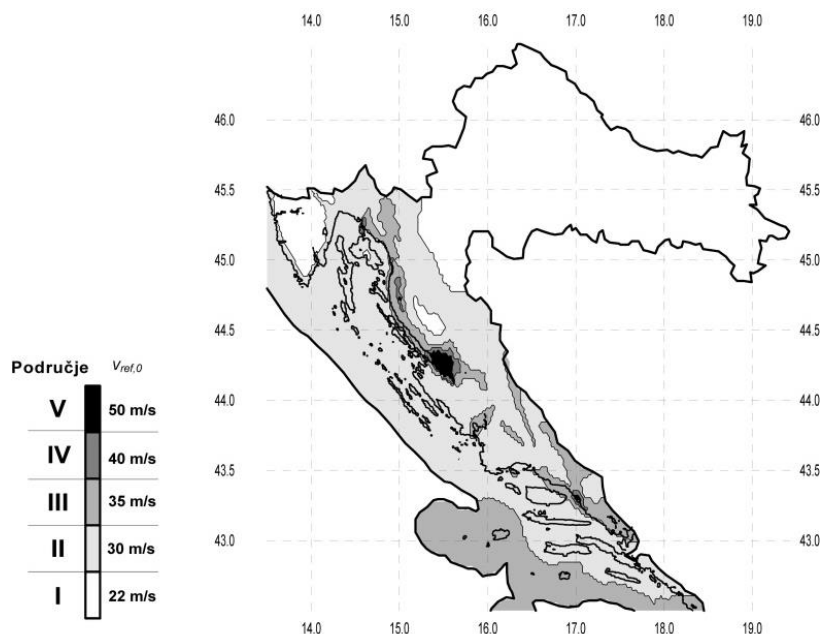 14.0 15.0 16.0 17.0 18.0 19.0
46.0 46.0
45.5 45.5
45.0 45.0
44.5 44.5
Područje Vref,0
V 50 m/s
44.0 44.0
IV 40 m/s
43.5 43.5
III 35 m/s
II 30 m/s
43.0 43.0
I 22 m/s
14.0 15.0 16.0 17.0 18.0 19.0